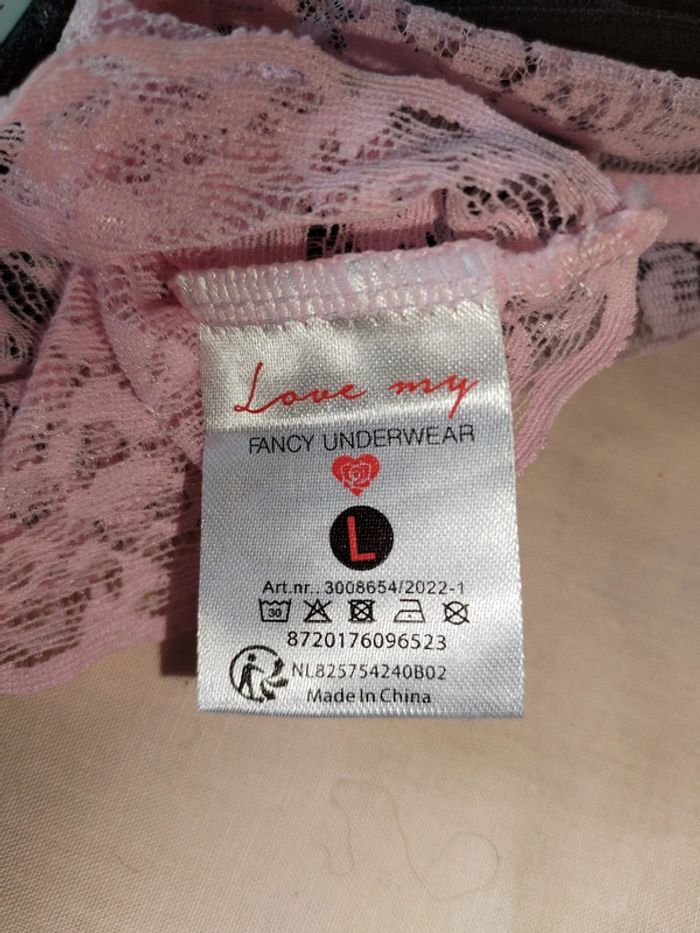 Love my
FANCY UNDERWEAR
L
Art.nr.. 3008654/2022-1
30
8720176096523
NL825754240B02
Made In China